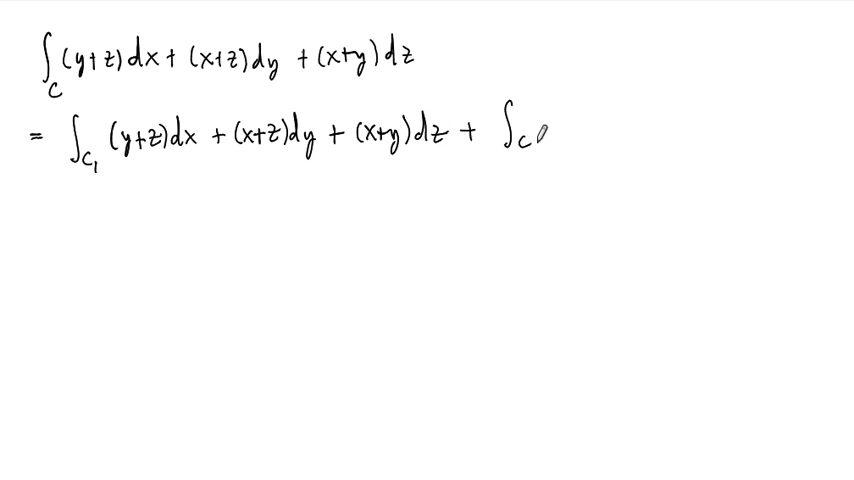 ∫_C (y+z)dx + (x+z)dy + (x+y)dz
= ∫_{C_1} (y+z)dx + (x+z)dy + (x+y)dz + ∫_C